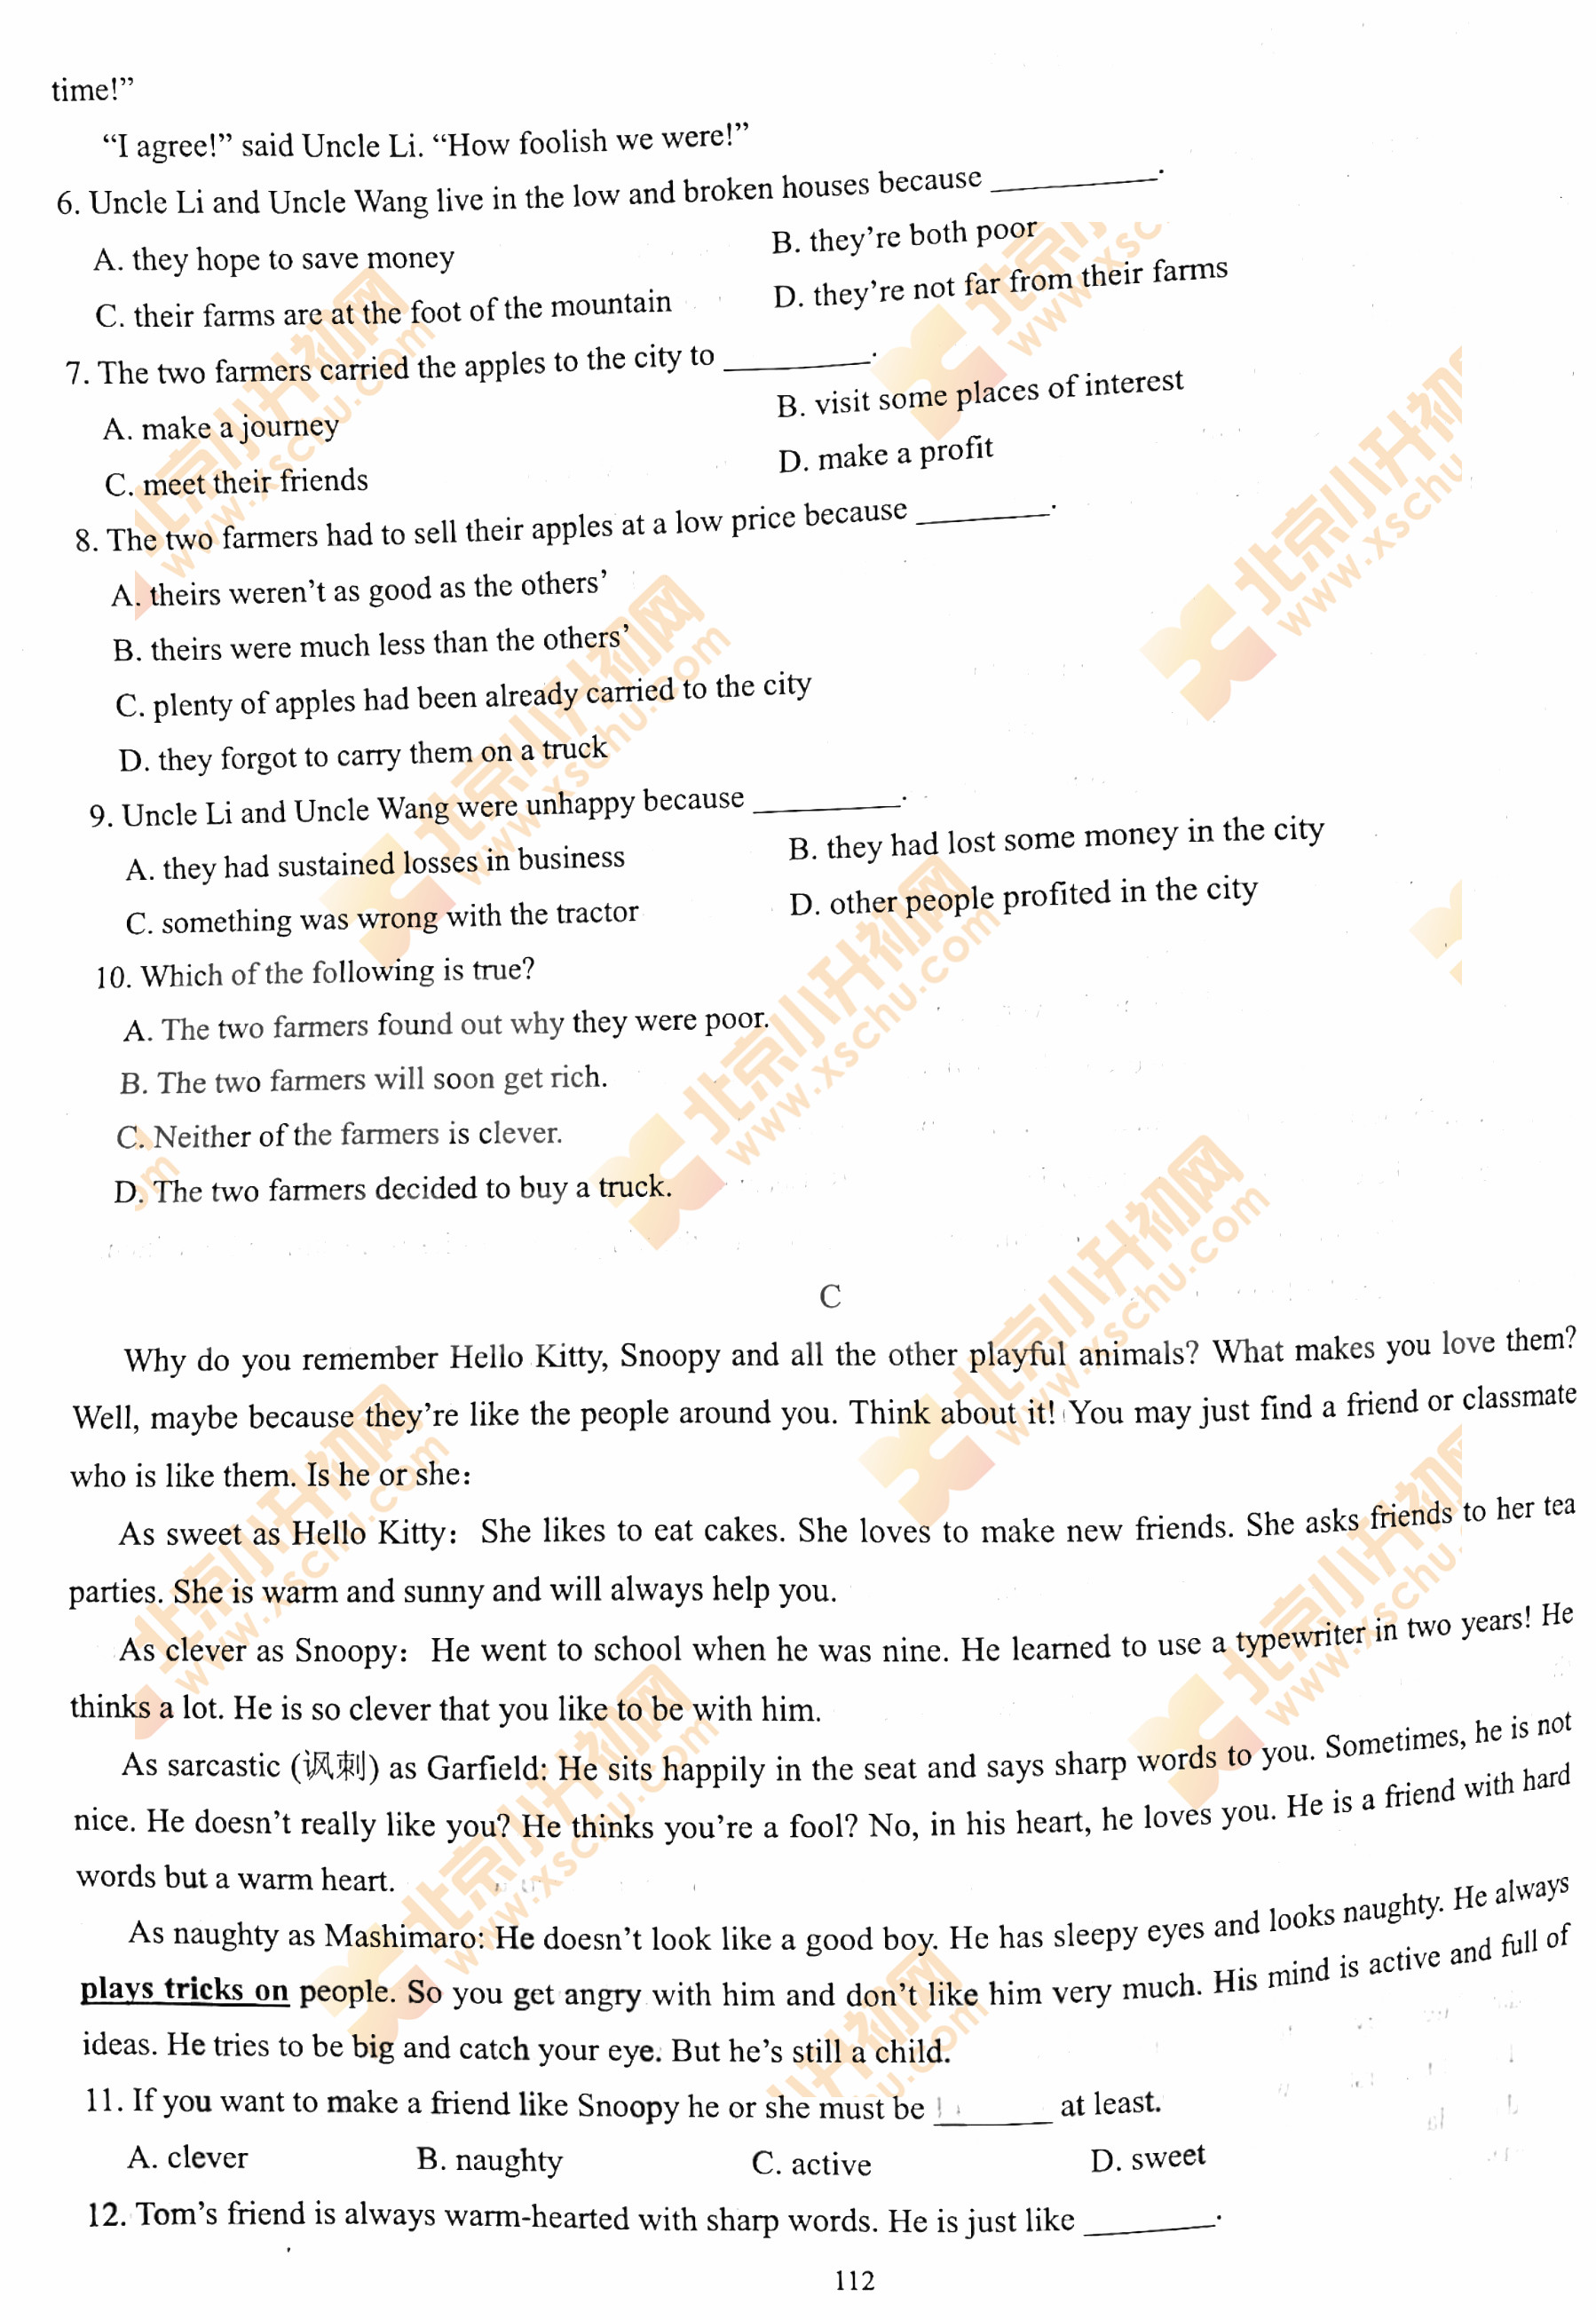 time!”
“I agree!” said Uncle Li. “How foolish we were!”
6. Uncle Li and Uncle Wang live in the low and broken houses because ________.
A. they hope to save money B. they’re both poor
C. their farms are at the foot of the mountain D. they’re not far from their farms
7. The two farmers carried the apples to the city to ________.
A. make a journey B. visit some places of interest
C. meet their friends D. make a profit
8. The two farmers had to sell their apples at a low price because ________.
A. theirs weren’t as good as the others’
B. theirs were much less than the others’
C. plenty of apples had been already carried to the city
D. they forgot to carry them on a truck
9. Uncle Li and Uncle Wang were unhappy because ________.
A. they had sustained losses in business B. they had lost some money in the city
C. something was wrong with the tractor D. other people profited in the city
10. Which of the following is true?
A. The two farmers found out why they were poor.
B. The two farmers will soon get rich.
C. Neither of the farmers is clever.
D. The two farmers decided to buy a truck.
C
Why do you remember Hello Kitty, Snoopy and all the other playful animals? What makes you love them?
Well, maybe because they’re like the people around you. Think about it! You may just find a friend or classmate
who is like them. Is he or she:
As sweet as Hello Kitty: She likes to eat cakes. She loves to make new friends. She asks friends to her tea
parties. She is warm and sunny and will always help you.
As clever as Snoopy: He went to school when he was nine. He learned to use a typewriter in two years! He
thinks a lot. He is so clever that you like to be with him.
As sarcastic (讽刺) as Garfield: He sits happily in the seat and says sharp words to you. Sometimes, he is not
nice. He doesn’t really like you? He thinks you’re a fool? No, in his heart, he loves you. He is a friend with hard
words but a warm heart.
As naughty as Mashimaro: He doesn’t look like a good boy. He has sleepy eyes and looks naughty. He always
plays tricks on people. So you get angry with him and don’t like him very much. His mind is active and full of
ideas. He tries to be big and catch your eye. But he’s still a child.
11. If you want to make a friend like Snoopy he or she must be ________ at least.
A. clever B. naughty C. active D. sweet
12. Tom’s friend is always warm-hearted with sharp words. He is just like ________.
112
北京小升初网
www.xschu.com